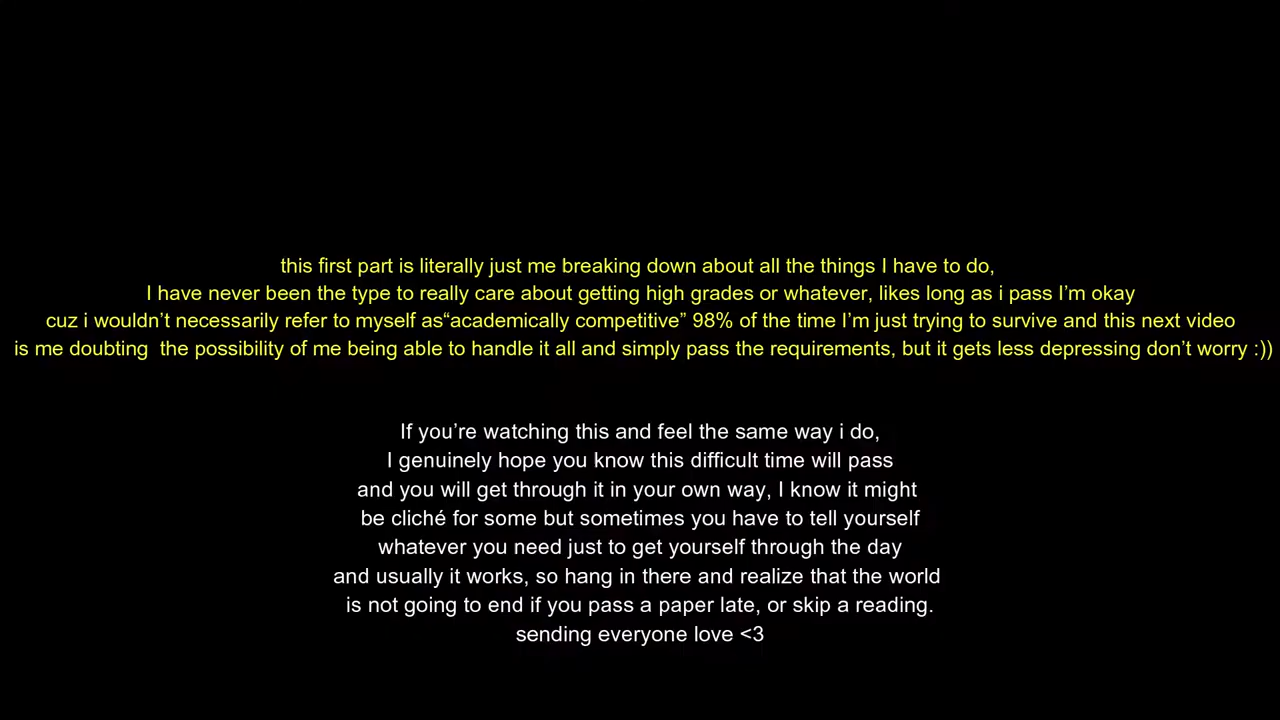 this first part is literally just me breaking down about all the things I have to do,
I have never been the type to really care about getting high grades or whatever, likes long as i pass I’m okay
cuz i wouldn’t necessarily refer to myself as“academically competitive” 98% of the time I’m just trying to survive and this next video
is me doubting  the possibility of me being able to handle it all and simply pass the requirements, but it gets less depressing don’t worry :))
If you’re watching this and feel the same way i do,
I genuinely hope you know this difficult time will pass
and you will get through it in your own way, I know it might
be cliché for some but sometimes you have to tell yourself
whatever you need just to get yourself through the day
and usually it works, so hang in there and realize that the world
is not going to end if you pass a paper late, or skip a reading.
sending everyone love <3